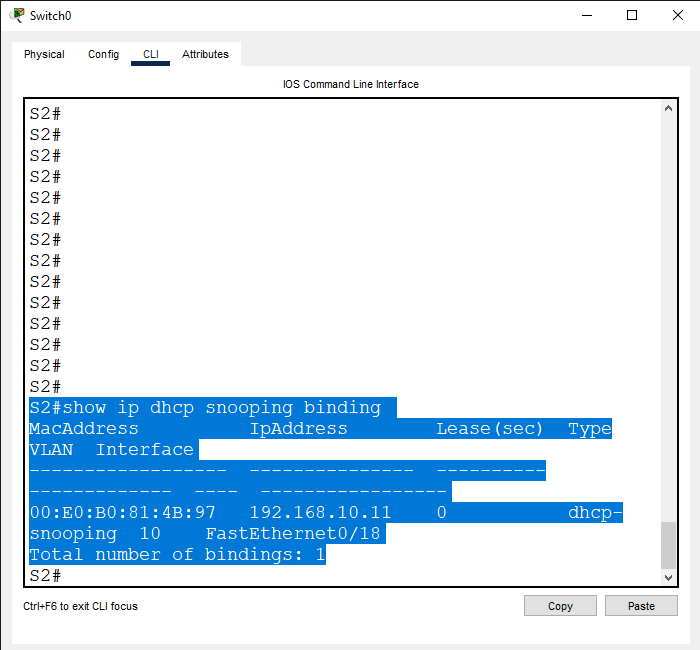 Switch0
Physical Config CLI Attributes
IOS Command Line Interface
S2#
S2#
S2#
S2#
S2#
S2#
S2#
S2#
S2#
S2#
S2#
S2#
S2#
S2#
S2#show ip dhcp snooping binding
MacAddress          IpAddress        Lease(sec)  Type
VLAN  Interface
------------------  ---------------  ----------
-------------  ----  -----------------
00:E0:B0:81:4B:97   192.168.10.11    0           dhcp-
snooping  10    FastEthernet0/18
Total number of bindings: 1
S2#
Ctrl+F6 to exit CLI focus
Copy Paste